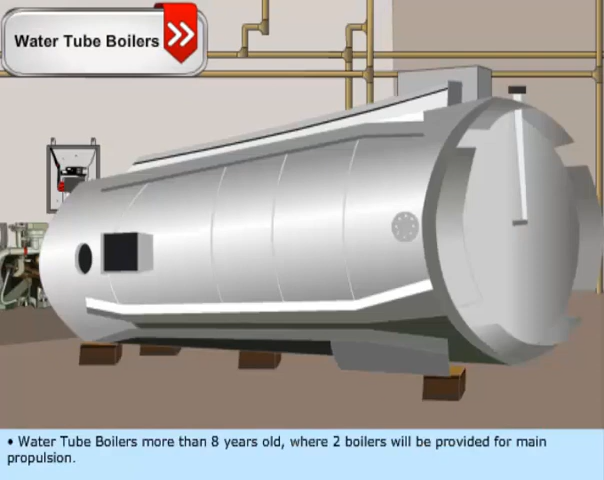 Water Tube Boilers
• Water Tube Boilers more than 8 years old, where 2 boilers will be provided for main
propulsion.